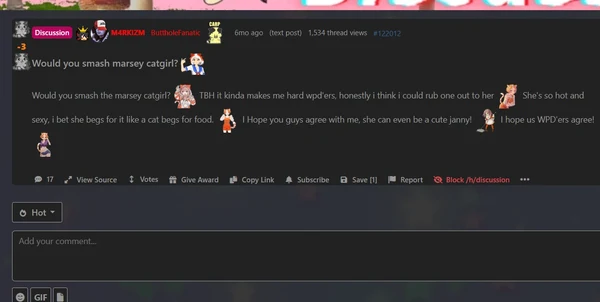 Discussion M4RKIZM ButtholeFanatic CARP 6mo ago (text post) 1,534 thread views #122012
-3
Would you smash marsey catgirl?
Would you smash the marsey catgirl? TBH it kinda makes me hard wpd'ers, honestly i think i could rub one out to her She's so hot and
sexy, i bet she begs for it like a cat begs for food. I Hope you guys agree with me, she can even be a cute janny! I hope us WPD'ers agree!
17 View Source Votes Give Award Copy Link Subscribe Save [1] Report Block /h/discussion
Hot
Add your comment...
GIF